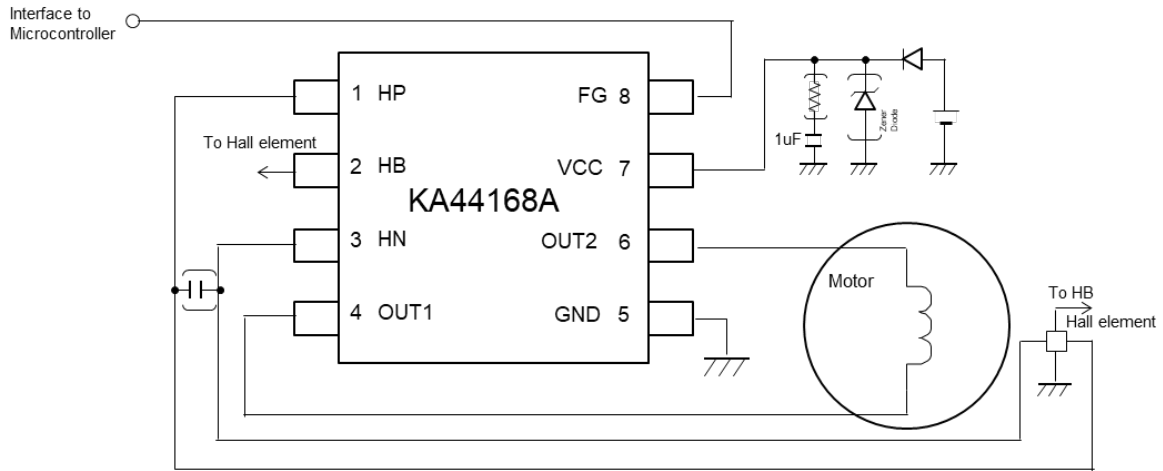 Interface to
Microcontroller
1 HP
FG 8
To Hall element
2 HB
VCC 7
KA44168A
3 HN
OUT2 6
4 OUT1
GND 5
1uF
Zener
Diode
Motor
To HB
Hall element